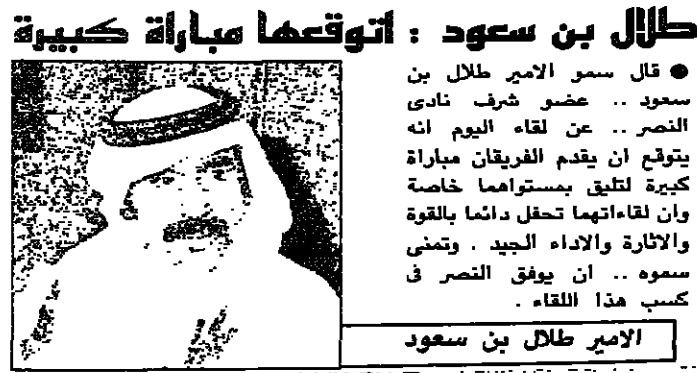 طلال بن سعود : اتوقعها مباراة كبيرة
● قال سمو الامير طلال بن
سعود .. عضو شرف نادى
النصر .. عن لقاء اليوم انه
يتوقع ان يقدم الفريقان مباراة
كبيرة لتليق بمستواهما خاصة
وان لقاءاتهما تحفل دائما بالقوة
والاثارة والاداء الجيد . وتمنى
سموه .. ان يوفق النصر فى
كسب هذا اللقاء .
الامير طلال بن سعود